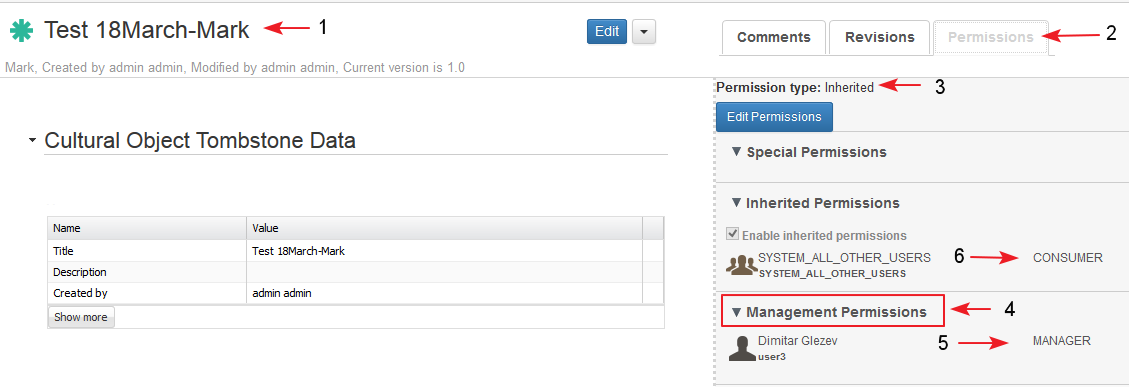 Test 18March-Mark
1
Edit
Comments
Revisions
Permissions
2
Mark, Created by admin admin, Modified by admin admin, Current version is 1.0
Permission type: Inherited
3
Edit Permissions
Cultural Object Tombstone Data
Special Permissions
Inherited Permissions
Enable inherited permissions
SYSTEM_ALL_OTHER_USERS
SYSTEM_ALL_OTHER_USERS
6
CONSUMER
Name Value
Title Test 18March-Mark
Description
Created by admin admin
Show more
Management Permissions
4
Dimitar Glezev
user3
5
MANAGER